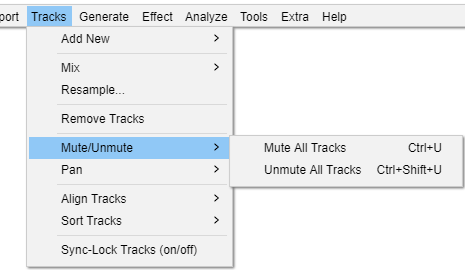 port Tracks Generate Effect Analyze Tools Extra Help
Add New >
Mix >
Resample...
Remove Tracks
Mute/Unmute >
Mute All Tracks Ctrl+U
Pan >
Unmute All Tracks Ctrl+Shift+U
Align Tracks >
Sort Tracks >
Sync-Lock Tracks (on/off)